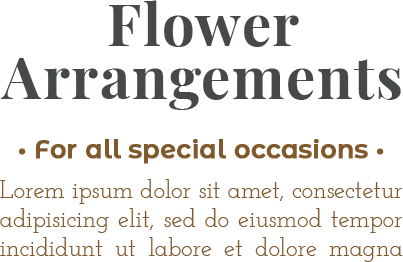 Flower
Arrangements
• For all special occasions •
Lorem ipsum dolor sit amet, consectetur
adipisicing elit, sed do eiusmod tempor
incididunt ut labore et dolore magna